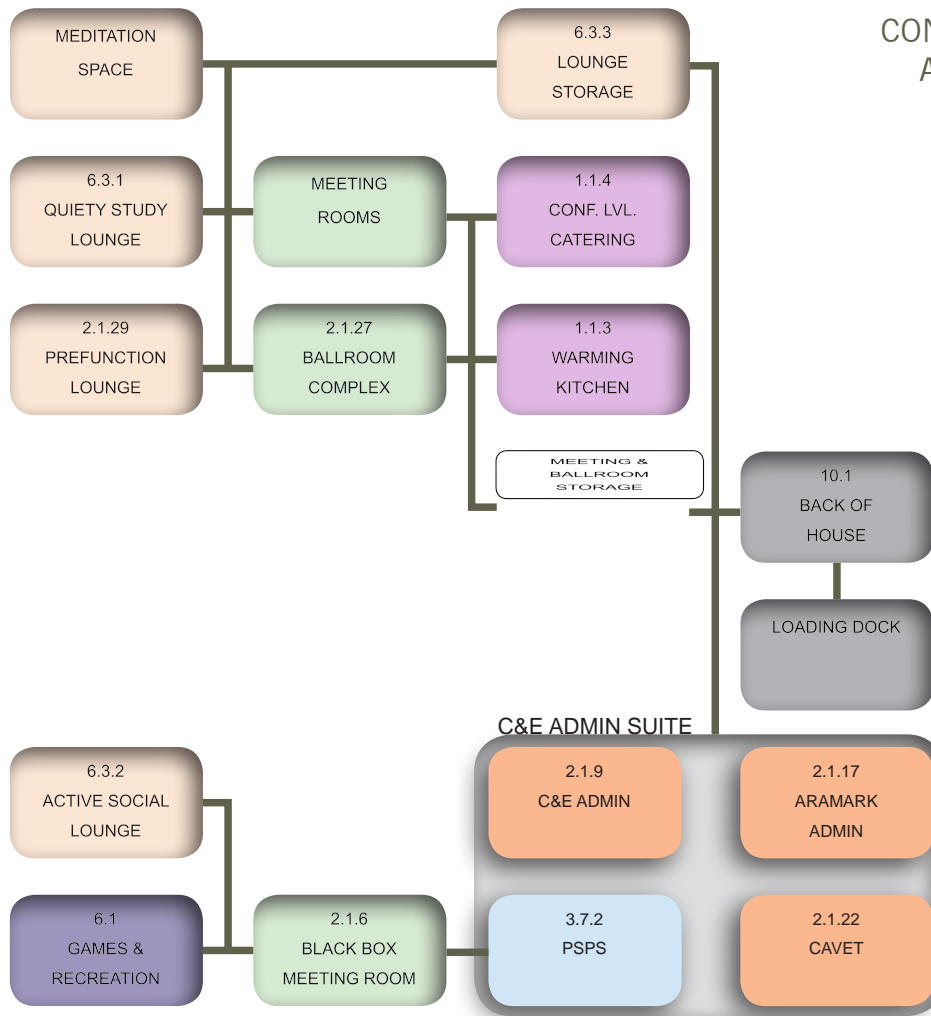 MEDITATION
SPACE
6.3.3
LOUNGE
STORAGE
6.3.1
QUIETY STUDY
LOUNGE
MEETING
ROOMS
1.1.4
CONF. LVL.
CATERING
2.1.29
PREFUNCTION
LOUNGE
2.1.27
BALLROOM
COMPLEX
1.1.3
WARMING
KITCHEN
MEETING &
BALLROOM
STORAGE
10.1
BACK OF
HOUSE
LOADING DOCK
C&E ADMIN SUITE
6.3.2
ACTIVE SOCIAL
LOUNGE
2.1.9
C&E ADMIN
2.1.17
ARAMARK
ADMIN
6.1
GAMES &
RECREATION
2.1.6
BLACK BOX
MEETING ROOM
3.7.2
PSPS
2.1.22
CAVET